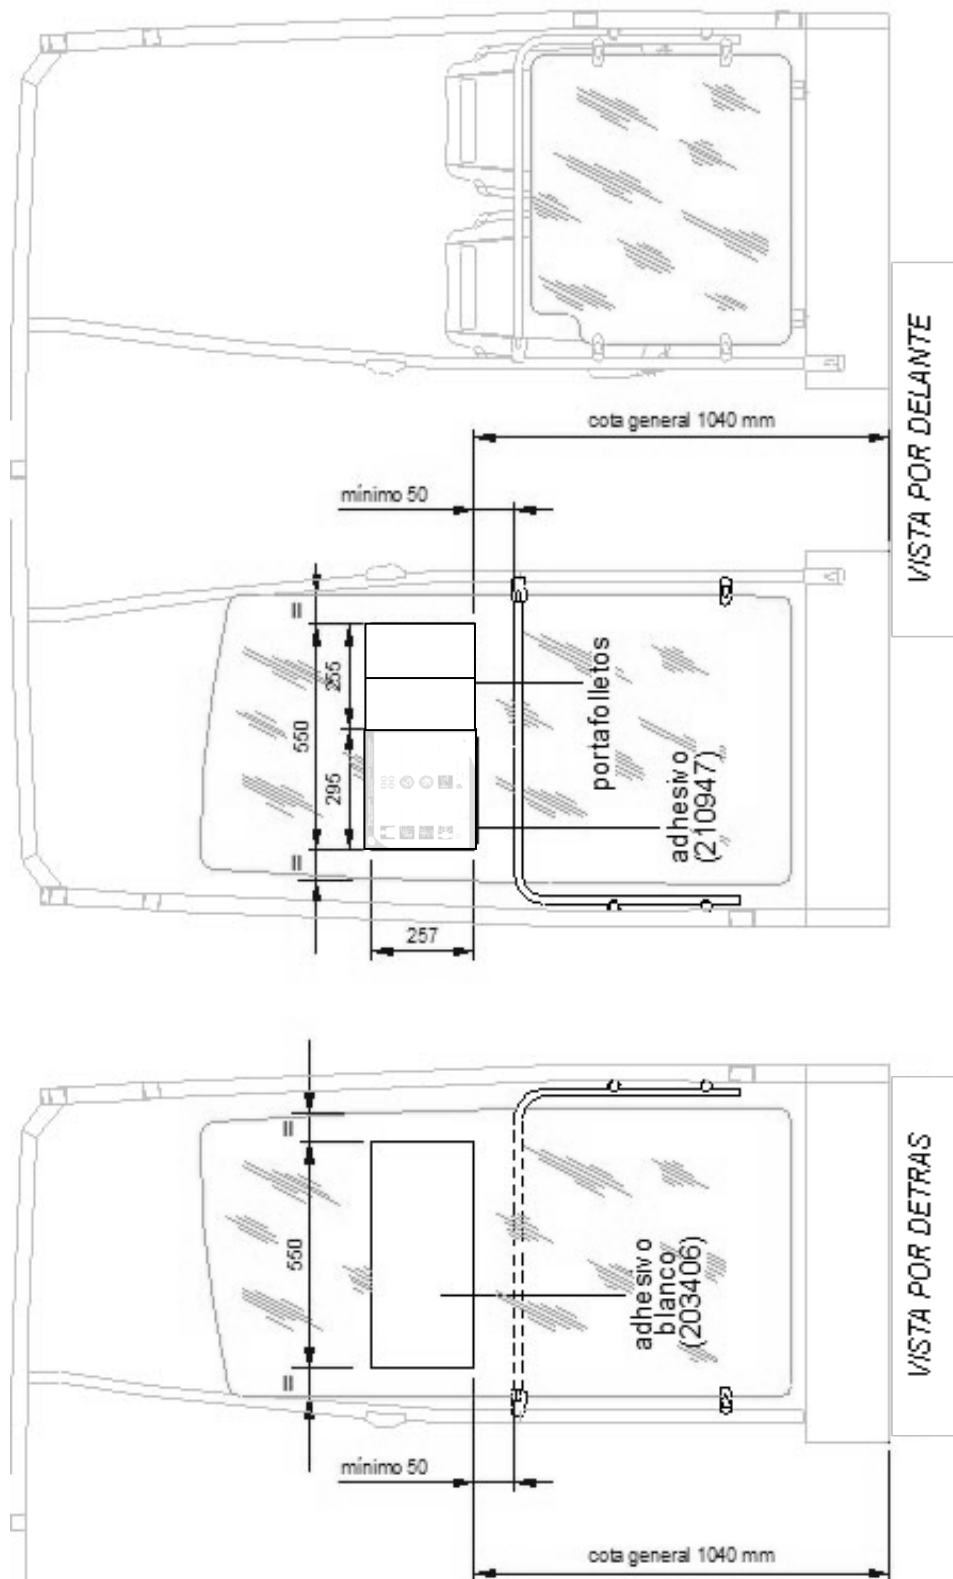 VISTA POR DELANTE
cota general 1040 mm
mínimo 50
=
255
550
295
=
portafolletos
adhesivo
(210947)
257
VISTA POR DETRAS
=
550
=
adhesivo
blanco
(203406)
mínimo 50
cota general 1040 mm